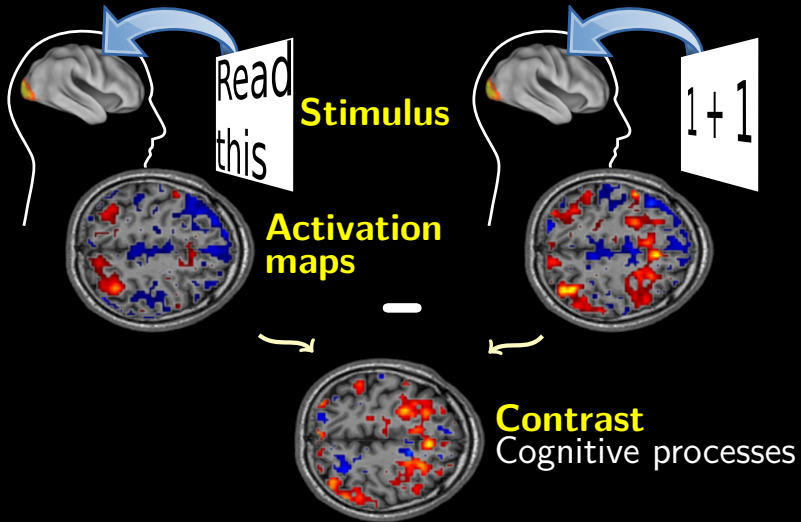 Read
this
Stimulus
1 + 1
Activation
maps
–
Contrast
Cognitive processes